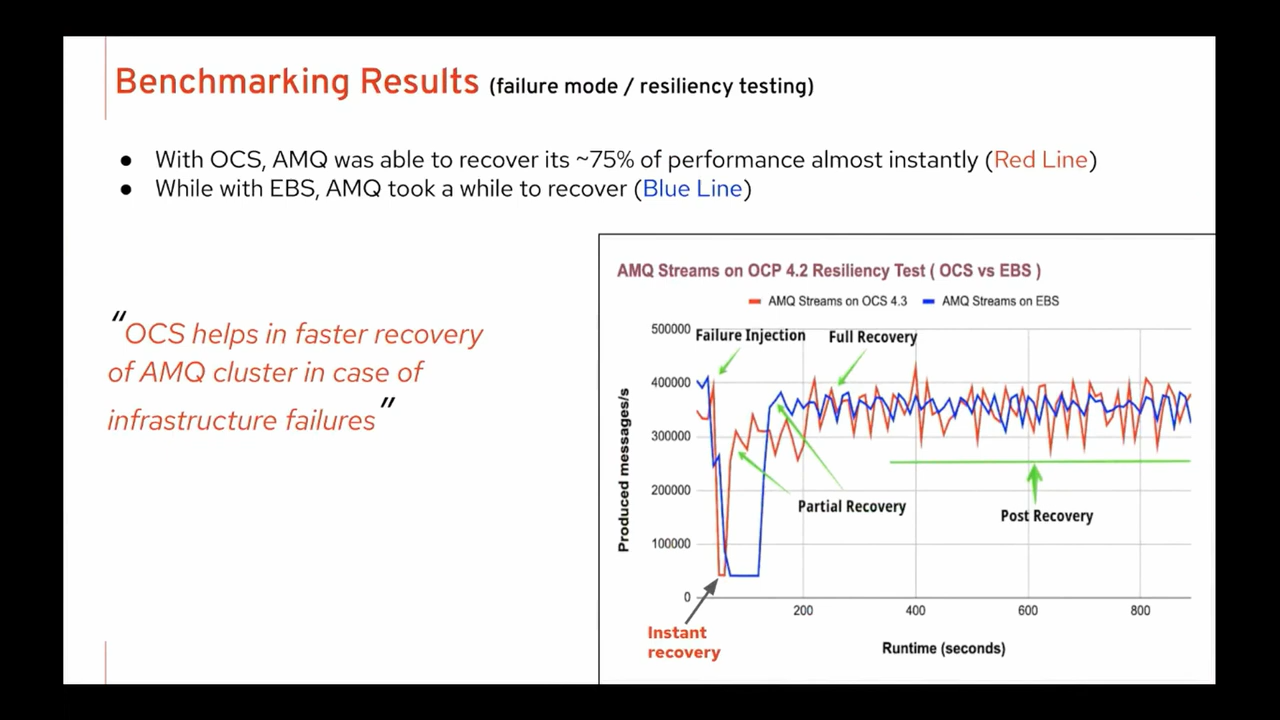 Benchmarking Results (failure mode / resiliency testing)
● With OCS, AMQ was able to recover its ~75% of performance almost instantly (Red Line)
● While with EBS, AMQ took a while to recover (Blue Line)
“OCS helps in faster recovery
of AMQ cluster in case of
infrastructure failures”
AMQ Streams on OCP 4.2 Resiliency Test ( OCS vs EBS )
AMQ Streams on OCS 4.3 AMQ Streams on EBS
500000
400000
300000
200000
100000
0
Produced messages/s
Failure Injection
Full Recovery
Partial Recovery
Post Recovery
200 400 600 800
Instant
recovery
Runtime (seconds)